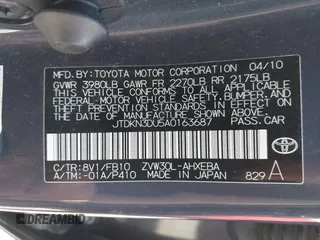 MFD. BY: TOYOTA MOTOR CORPORATION 04/10
GVWR 3980LB GAWR FR 2270LB RR 2175LB
THIS VEHICLE CONFORMS TO ALL APPLICABLE
FEDERAL MOTOR VEHICLE SAFETY, BUMPER, AND
THEFT PREVENTION STANDARDS IN EFFECT ON THE
DATE OF MANUFACTURE SHOWN ABOVE.
JTDKN3DU5A0163687 PASS.CAR
C/TR: 8V1/FB10 ZVW30L-AHXEBA
A/TM: -01A/P410 MADE IN JAPAN 829 A
DREAMBID